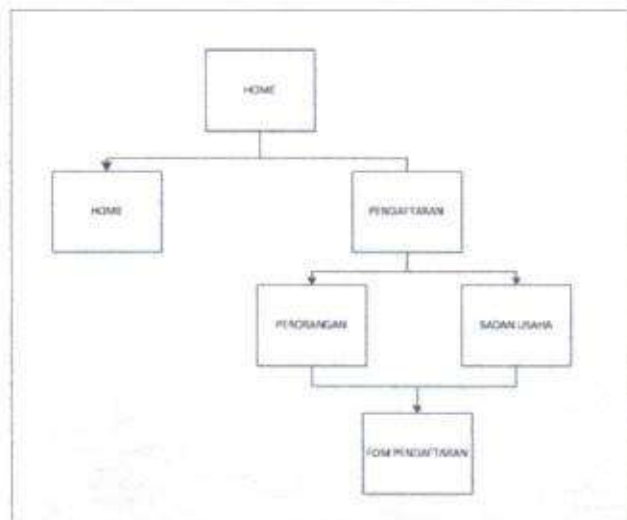 HOME
HOME
PENDAFTARAN
PERORANGAN
BADAN USAHA
FOM PENDAFTARAN